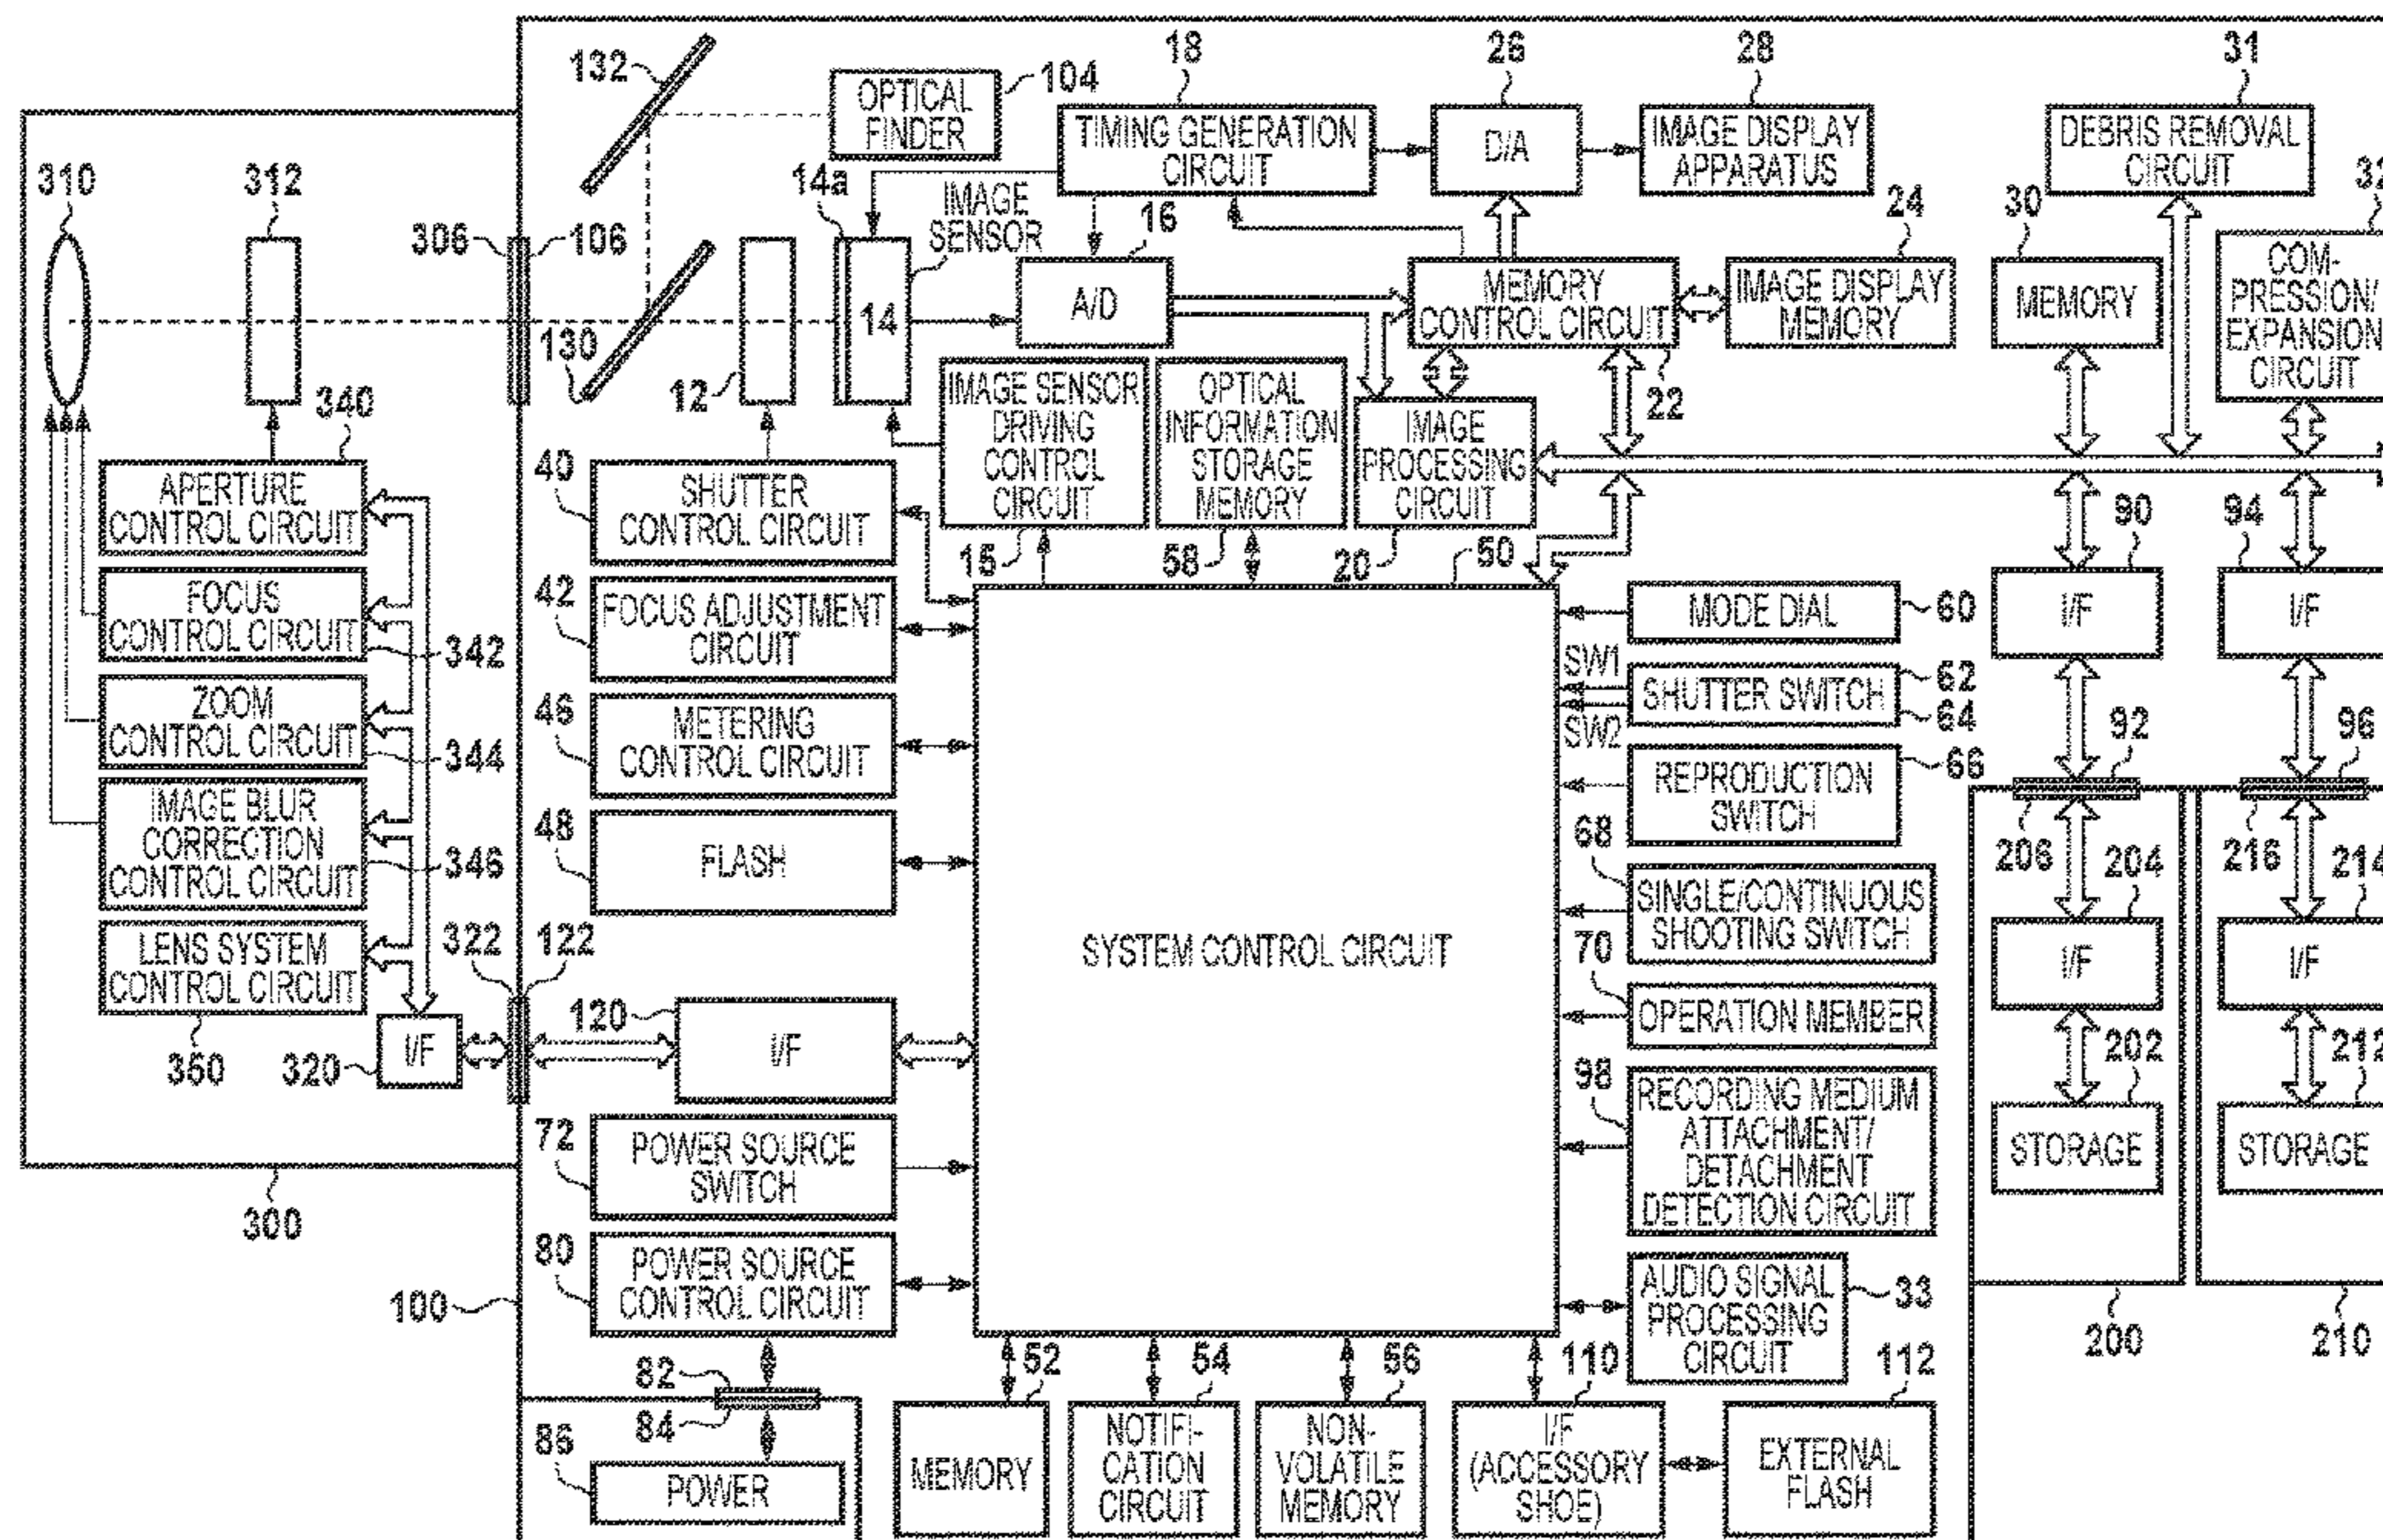 132
OPTICAL
FINDER
104
18
TIMING GENERATION
CIRCUIT
26
D/A
28
IMAGE DISPLAY
APPARATUS
31
DEBRIS REMOVAL
CIRCUIT
310
312
306
106
14a
IMAGE
SENSOR
14
16
A/D
MEMORY
CONTROL CIRCUIT
22
24
IMAGE DISPLAY
MEMORY
30
MEMORY
32
COM-
PRESSION/
EXPANSION
CIRCUIT
130
12
340
APERTURE
CONTROL CIRCUIT
FOCUS
CONTROL CIRCUIT
342
ZOOM
CONTROL CIRCUIT
344
IMAGE BLUR
CORRECTION
CONTROL CIRCUIT
346
LENS SYSTEM
CONTROL CIRCUIT
350
320
I/F
322
122
300
100
40
SHUTTER
CONTROL CIRCUIT
IMAGE SENSOR
DRIVING
CONTROL
CIRCUIT
15
OPTICAL
INFORMATION
STORAGE
MEMORY
58
IMAGE
PROCESSING
CIRCUIT
20
50
42
FOCUS ADJUSTMENT
CIRCUIT
46
METERING
CONTROL CIRCUIT
48
FLASH
120
I/F
72
POWER SOURCE
SWITCH
80
POWER SOURCE
CONTROL CIRCUIT
82
84
86
POWER
SYSTEM CONTROL CIRCUIT
MODE DIAL
60
SW1
SHUTTER SWITCH
62
64
SW2
REPRODUCTION
SWITCH
66
68
SINGLE/CONTINUOUS
SHOOTING SWITCH
70
OPERATION MEMBER
98
RECORDING MEDIUM
ATTACHMENT/
DETACHMENT
DETECTION CIRCUIT
AUDIO SIGNAL
PROCESSING
CIRCUIT
33
52
MEMORY
54
NOTIFI-
CATION
CIRCUIT
56
NON-
VOLATILE
MEMORY
110
I/F
(ACCESSORY
SHOE)
112
EXTERNAL
FLASH
90
I/F
92
206
204
I/F
202
STORAGE
200
94
I/F
96
216
214
I/F
212
STORAGE
210